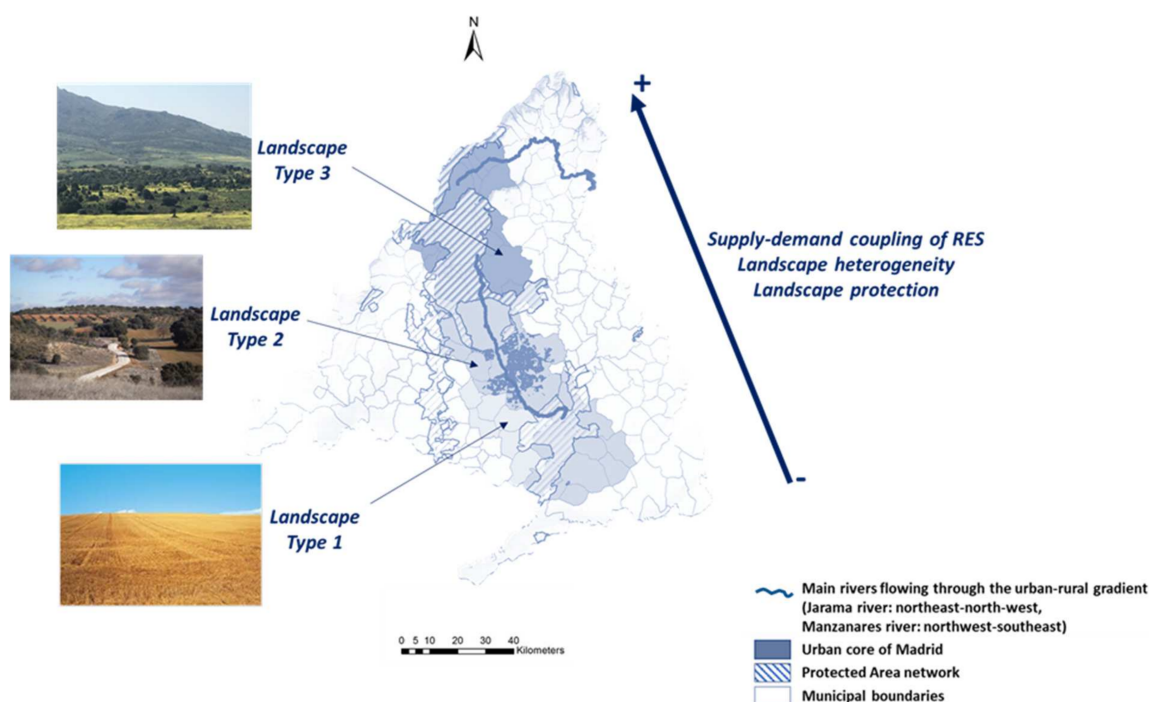 N
+
Landscape
Type 3
Supply-demand coupling of RES
Landscape heterogeneity
Landscape protection
Landscape
Type 2
-
Landscape
Type 1
Main rivers flowing through the urban-rural gradient
(Jarama river: northeast-north-west,
Manzanares river: northwest-southeast)
0 5 10 20 30 40
Kilometers
Urban core of Madrid
Protected Area network
Municipal boundaries